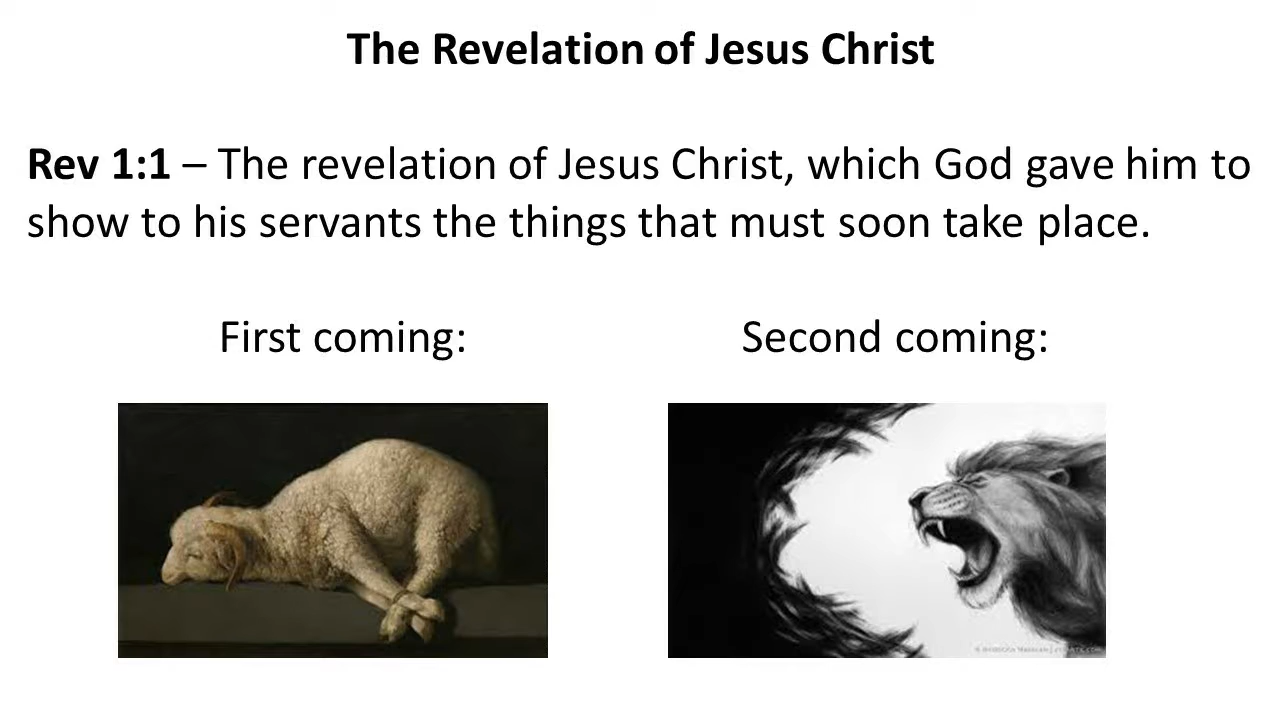 The Revelation of Jesus Christ
Rev 1:1 – The revelation of Jesus Christ, which God gave him to
show to his servants the things that must soon take place.
First coming:
Second coming: